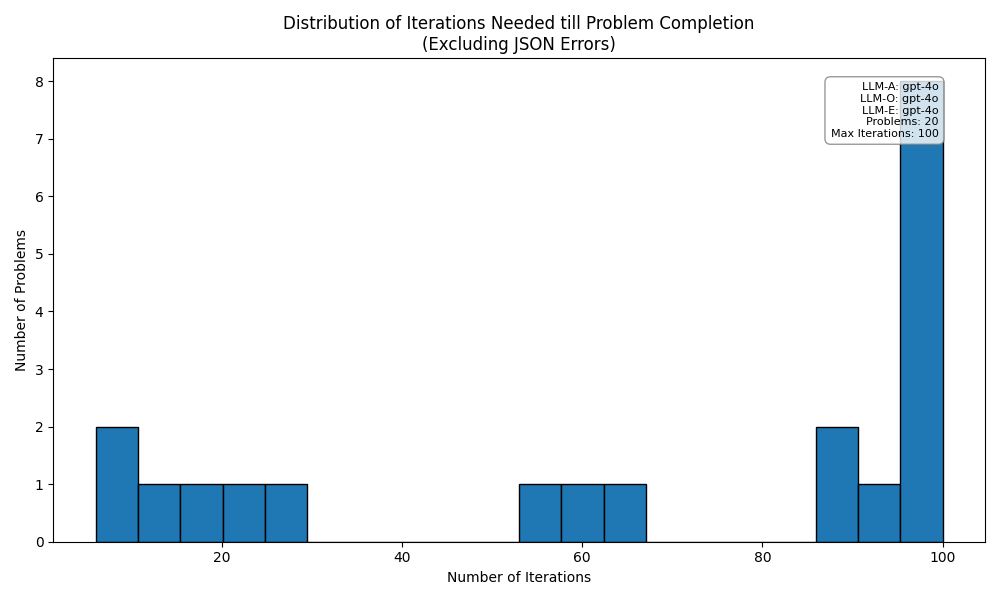 Distribution of Iterations Needed till Problem Completion
(Excluding JSON Errors)
LLM-A: gpt-4o
LLM-O: gpt-4o
LLM-E: gpt-4o
Problems: 20
Max Iterations: 100
Number of Problems
8
7
6
5
4
3
2
1
0
20 40 60 80 100
Number of Iterations